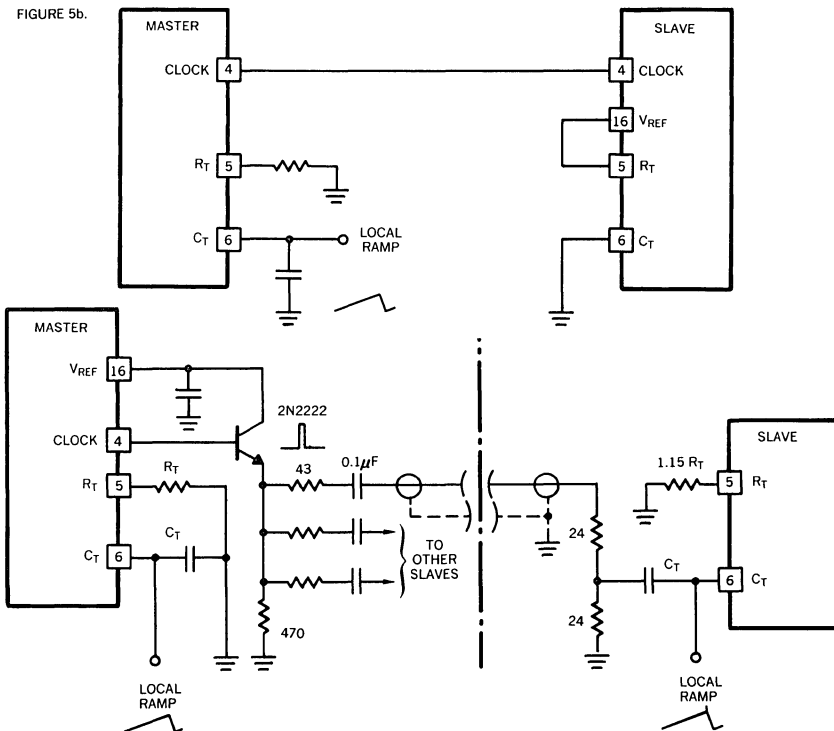 FIGURE 5b.
MASTER
SLAVE
CLOCK 4
4 CLOCK
16 VREF
RT 5
5 RT
CT 6
6 CT
LOCAL
RAMP
MASTER
VREF 16
2N2222
CLOCK 4
SLAVE
RT 5
RT
43
0.1μF
1.15 RT
5 RT
CT 6
CT
TO
OTHER
SLAVES
24
CT
6 CT
24
470
LOCAL
RAMP
LOCAL
RAMP